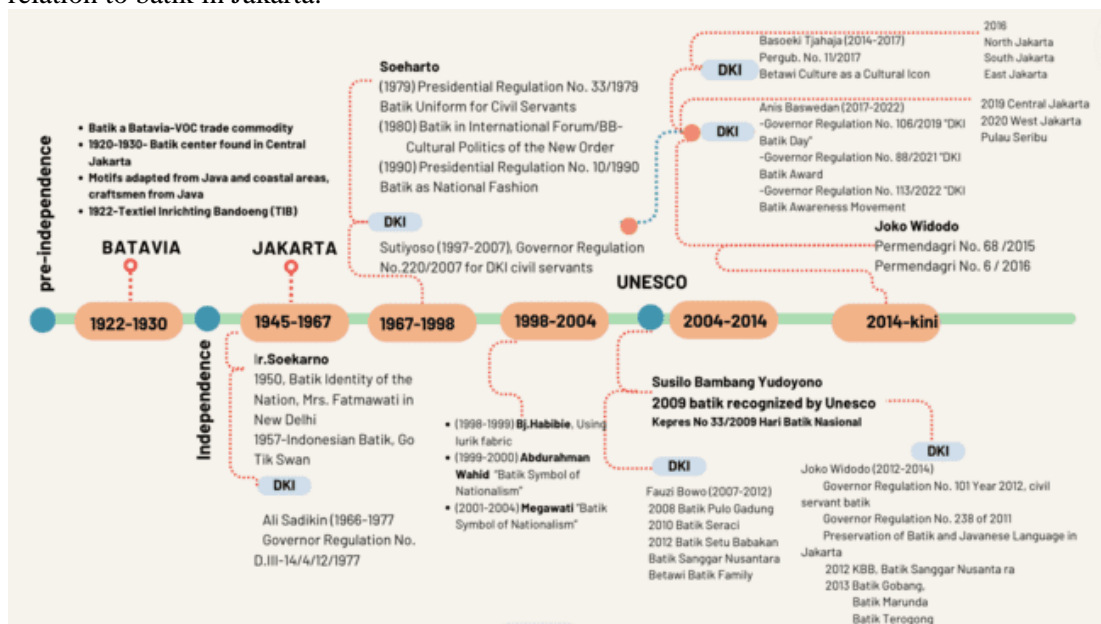 relation to batik in Jakarta.
pre-independence
• Batik a Batavia-VOC trade commodity
• 1920-1930- Batik center found in Central
Jakarta
• Motifs adapted from Java and coastal areas,
craftsmen from Java
• 1922-Textiel Inrichting Bandoeng (TIB)
BATAVIA
JAKARTA
Soeharto
(1979) Presidential Regulation No. 33/1979
Batik Uniform for Civil Servants
(1980) Batik in International Forum/BB-
Cultural Politics of the New Order
(1990) Presidential Regulation No. 10/1990
Batik as National Fashion
DKI
Sutiyoso (1997-2007), Governor Regulation
No.220/2007 for DKI civil servants
Basoeki Tjahaja (2014-2017)
Pergub. No. 11/2017
Betawi Culture as a Cultural Icon
DKI
2016
North Jakarta
South Jakarta
East Jakarta
Anis Baswedan (2017-2022)
-Governor Regulation No. 106/2019 "DKI
Batik Day"
-Governor Regulation No. 88/2021 "DKI
Batik Award
-Governor Regulation No. 113/2022 "DKI
Batik Awareness Movement
DKI
2019 Central Jakarta
2020 West Jakarta
Pulau Seribu
Joko Widodo
Permendagri No. 68 /2015
Permendagri No. 6 / 2016
UNESCO
1922-1930
1945-1967
1967-1998
1998-2004
2004-2014
2014-kini
Independence
Ir.Soekarno
1950, Batik Identity of the
Nation, Mrs. Fatmawati in
New Delhi
1957-Indonesian Batik, Go
Tik Swan
DKI
Ali Sadikin (1966-1977
Governor Regulation No.
D.III-14/4/12/1977
• (1998-1999) Bj.Habibie, Using
lurik fabric
• (1999-2000) Abdurahman
Wahid "Batik Symbol of
Nationalism"
• (2001-2004) Megawati "Batik
Symbol of Nationalism"
Susilo Bambang Yudoyono
2009 batik recognized by Unesco
Kepres No 33/2009 Hari Batik Nasional
DKI
Fauzi Bowo (2007-2012)
2008 Batik Pulo Gadung
2010 Batik Seraci
2012 Batik Setu Babakan
Batik Sanggar Nusantara
Betawi Batik Family
DKI
Joko Widodo (2012-2014)
Governor Regulation No. 101 Year 2012, civil
servant batik
Governor Regulation No. 238 of 2011
Preservation of Batik and Javanese Language in
Jakarta
2012 KBB, Batik Sanggar Nusanta ra
2013 Batik Gobang,
Batik Marunda
Batik Terogong